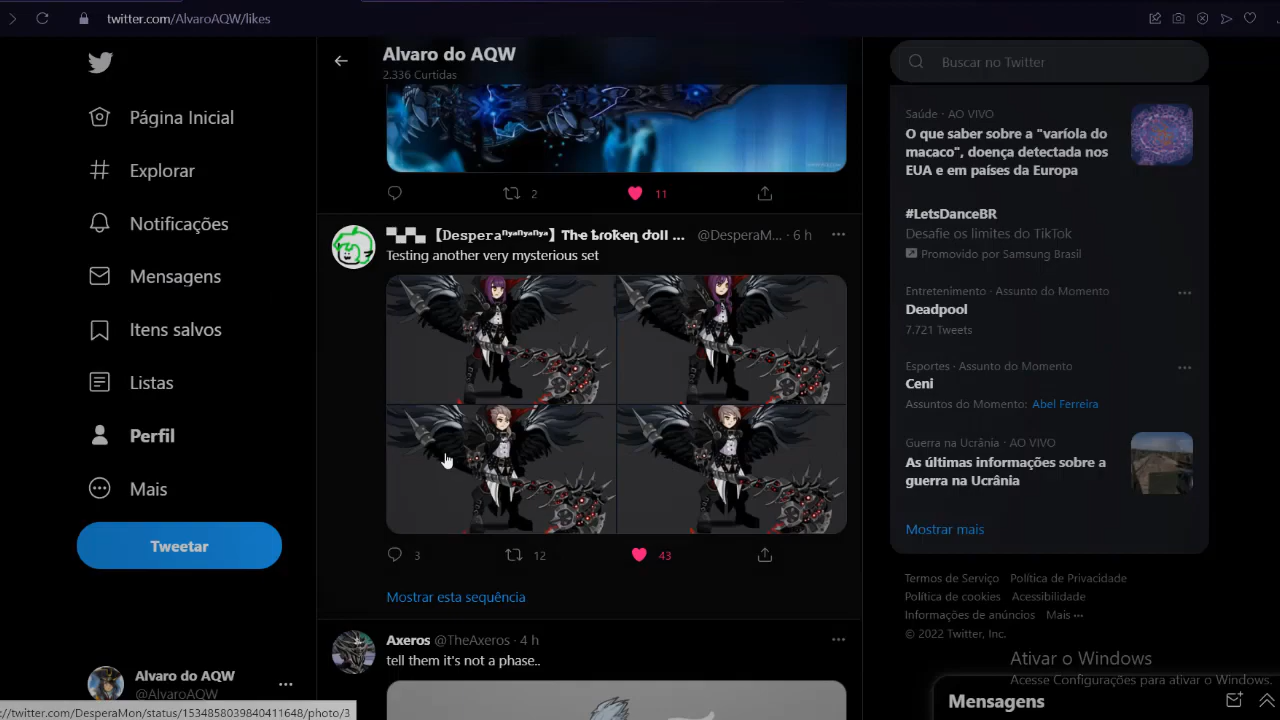 twitter.com/AlvaroAQW/likes
Página Inicial
Explorar
Notificações
Mensagens
Itens salvos
Listas
Perfil
Mais
Tweetar
Alvaro do AQW
@AlvaroAQW
://twitter.com/DesperaMon/status/1534858039840411648/photo/3
Alvaro do AQW
2.336 Curtidas
2 11
@DesperaM... · 6 h
Testing another very mysterious set
3 12 43
Mostrar esta sequência
Axeros @TheAxeros · 4 h
tell them it's not a phase..
Buscar no Twitter
Saúde · AO VIVO
O que saber sobre a "varíola do
macaco", doença detectada nos
EUA e em países da Europa
#LetsDanceBR
Desafie os limites do TikTok
Promovido por Samsung Brasil
Entretenimento · Assunto do Momento
Deadpool
7.721 Tweets
Esportes · Assunto do Momento
Ceni
Assuntos do Momento: Abel Ferreira
Guerra na Ucrânia · AO VIVO
As últimas informações sobre a
guerra na Ucrânia
Mostrar mais
Termos de Serviço Política de Privacidade
Política de cookies Acessibilidade
Informações de anúncios Mais ···
© 2022 Twitter, Inc.
Ativar o Windows
Acesse Configurações para ativar o Windows.
Mensagens